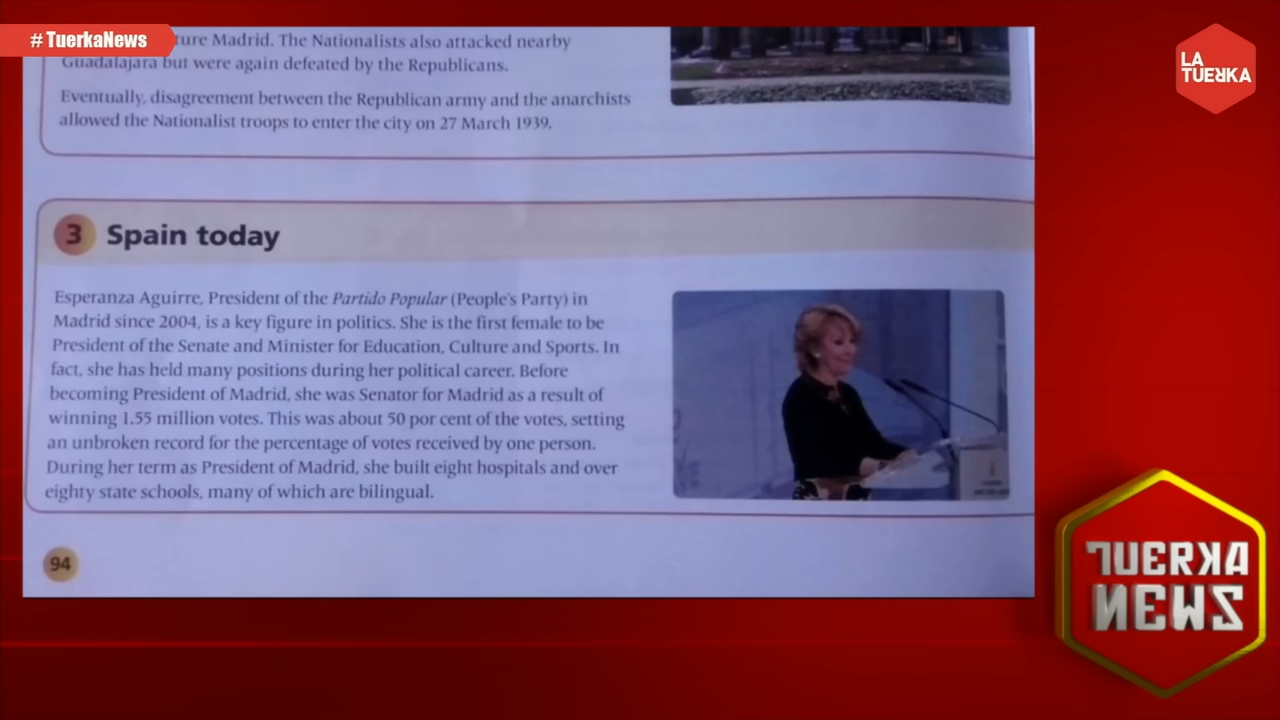 # TuerkaNews
ture Madrid. The Nationalists also attacked nearby
Guadalajara but were again defeated by the Republicans.
Eventually, disagreement between the Republican army and the anarchists
allowed the Nationalist troops to enter the city on 27 March 1939.
3 Spain today
Esperanza Aguirre, President of the Partido Popular (People's Party) in
Madrid since 2004, is a key figure in politics. She is the first female to be
President of the Senate and Minister for Education, Culture and Sports. In
fact, she has held many positions during her political career. Before
becoming President of Madrid, she was Senator for Madrid as a result of
winning 1.55 million votes. This was about 50 por cent of the votes, setting
an unbroken record for the percentage of votes received by one person.
During her term as President of Madrid, she built eight hospitals and over
eighty state schools, many of which are bilingual.
94
LA
TUERKA
TUERKA
NEWS